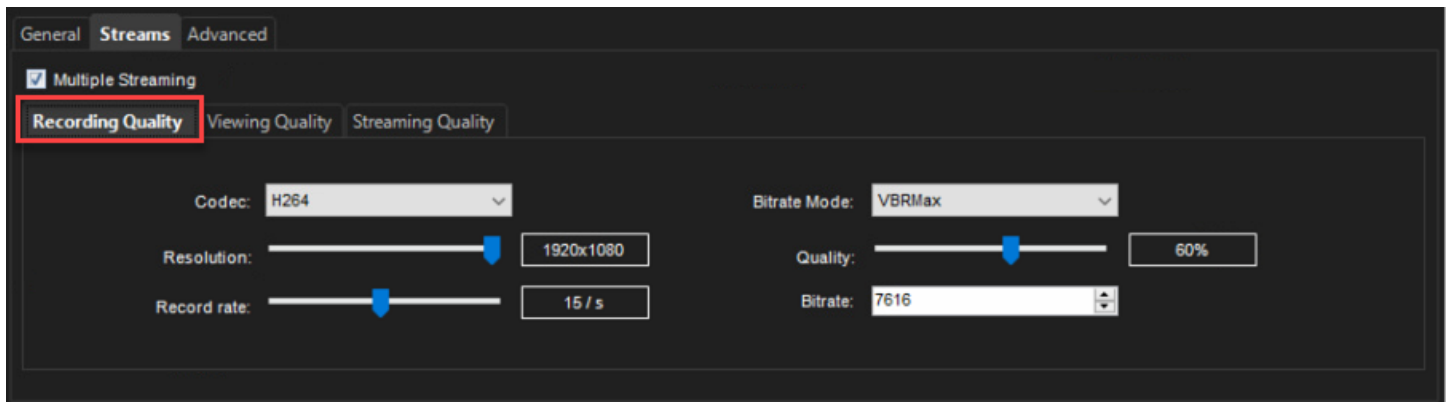 General Streams Advanced
Multiple Streaming
Recording Quality Viewing Quality Streaming Quality
Codec: H264 Bitrate Mode: VBRMax
Resolution: 1920x1080 Quality: 60%
Record rate: 15 / s Bitrate: 7616